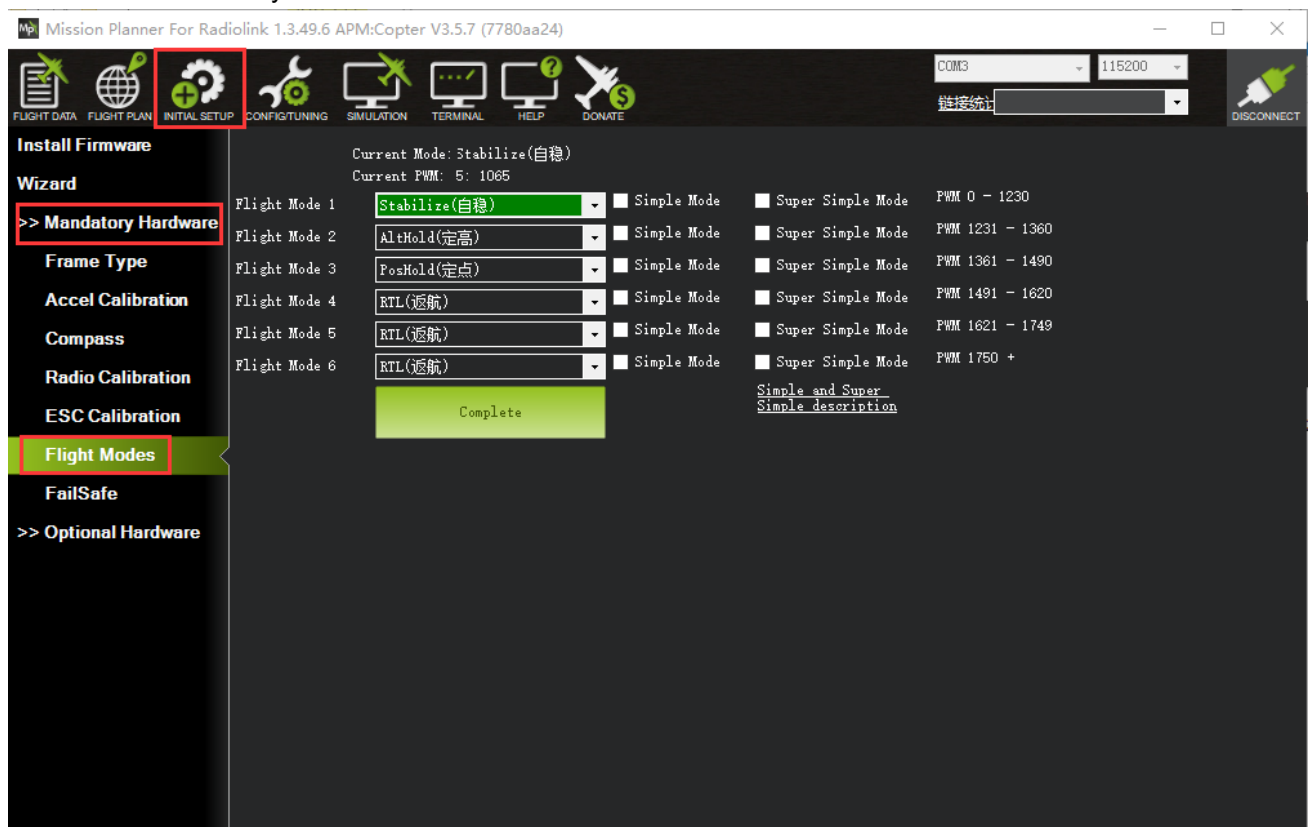 Mission Planner For Radiolink 1.3.49.6 APM:Copter V3.5.7 (7780aa24)
FLIGHT DATA FLIGHT PLAN INITIAL SETUP CONFIG/TUNING SIMULATION TERMINAL HELP DONATE
COM3 115200
链接统计
DISCONNECT
Install Firmware
Wizard
>> Mandatory Hardware
Frame Type
Accel Calibration
Compass
Radio Calibration
ESC Calibration
Flight Modes
FailSafe
>> Optional Hardware
Current Mode: Stabilize(自稳)
Current PWM: 5: 1065
Flight Mode 1 Stabilize(自稳) Simple Mode Super Simple Mode PWM 0 - 1230
Flight Mode 2 AltHold(定高) Simple Mode Super Simple Mode PWM 1231 - 1360
Flight Mode 3 PosHold(定点) Simple Mode Super Simple Mode PWM 1361 - 1490
Flight Mode 4 RTL(返航) Simple Mode Super Simple Mode PWM 1491 - 1620
Flight Mode 5 RTL(返航) Simple Mode Super Simple Mode PWM 1621 - 1749
Flight Mode 6 RTL(返航) Simple Mode Super Simple Mode PWM 1750 +
Complete
Simple and Super
Simple description